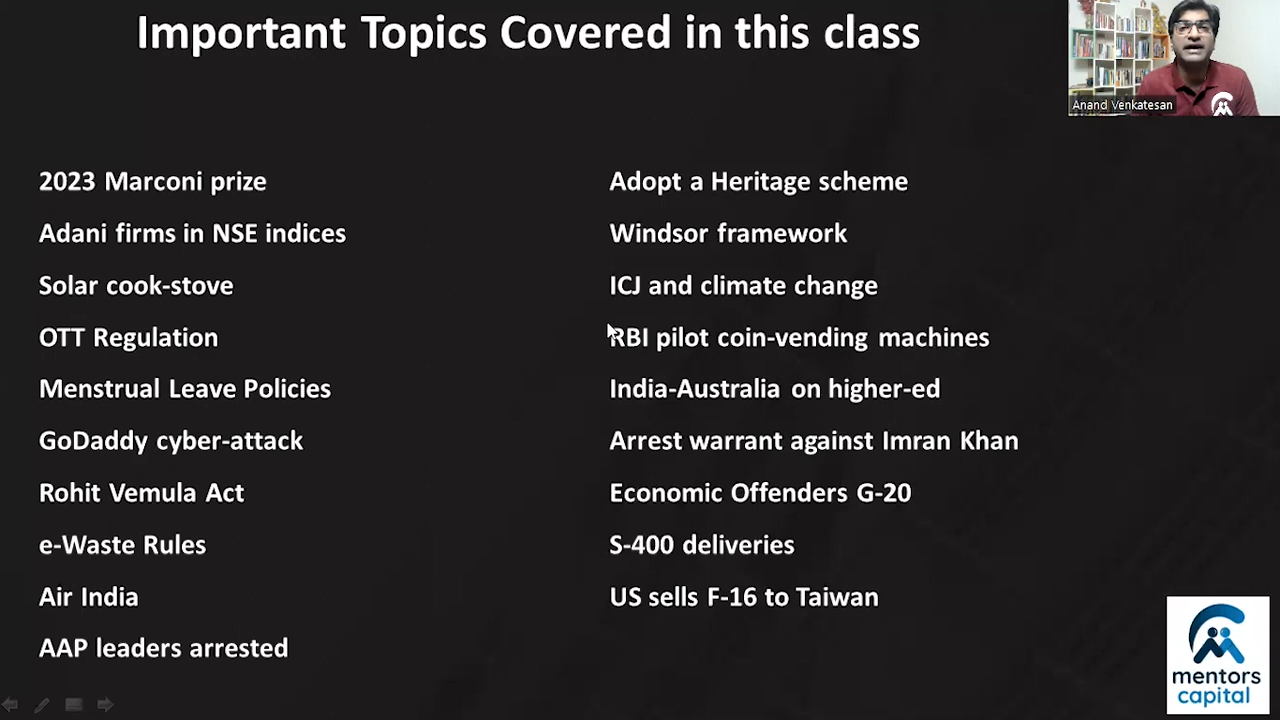 Important Topics Covered in this class
Anand Venkatesan
2023 Marconi prize
Adani firms in NSE indices
Solar cook-stove
OTT Regulation
Menstrual Leave Policies
GoDaddy cyber-attack
Rohit Vemula Act
e-Waste Rules
Air India
AAP leaders arrested
Adopt a Heritage scheme
Windsor framework
ICJ and climate change
RBI pilot coin-vending machines
India-Australia on higher-ed
Arrest warrant against Imran Khan
Economic Offenders G-20
S-400 deliveries
US sells F-16 to Taiwan
mentors
capital